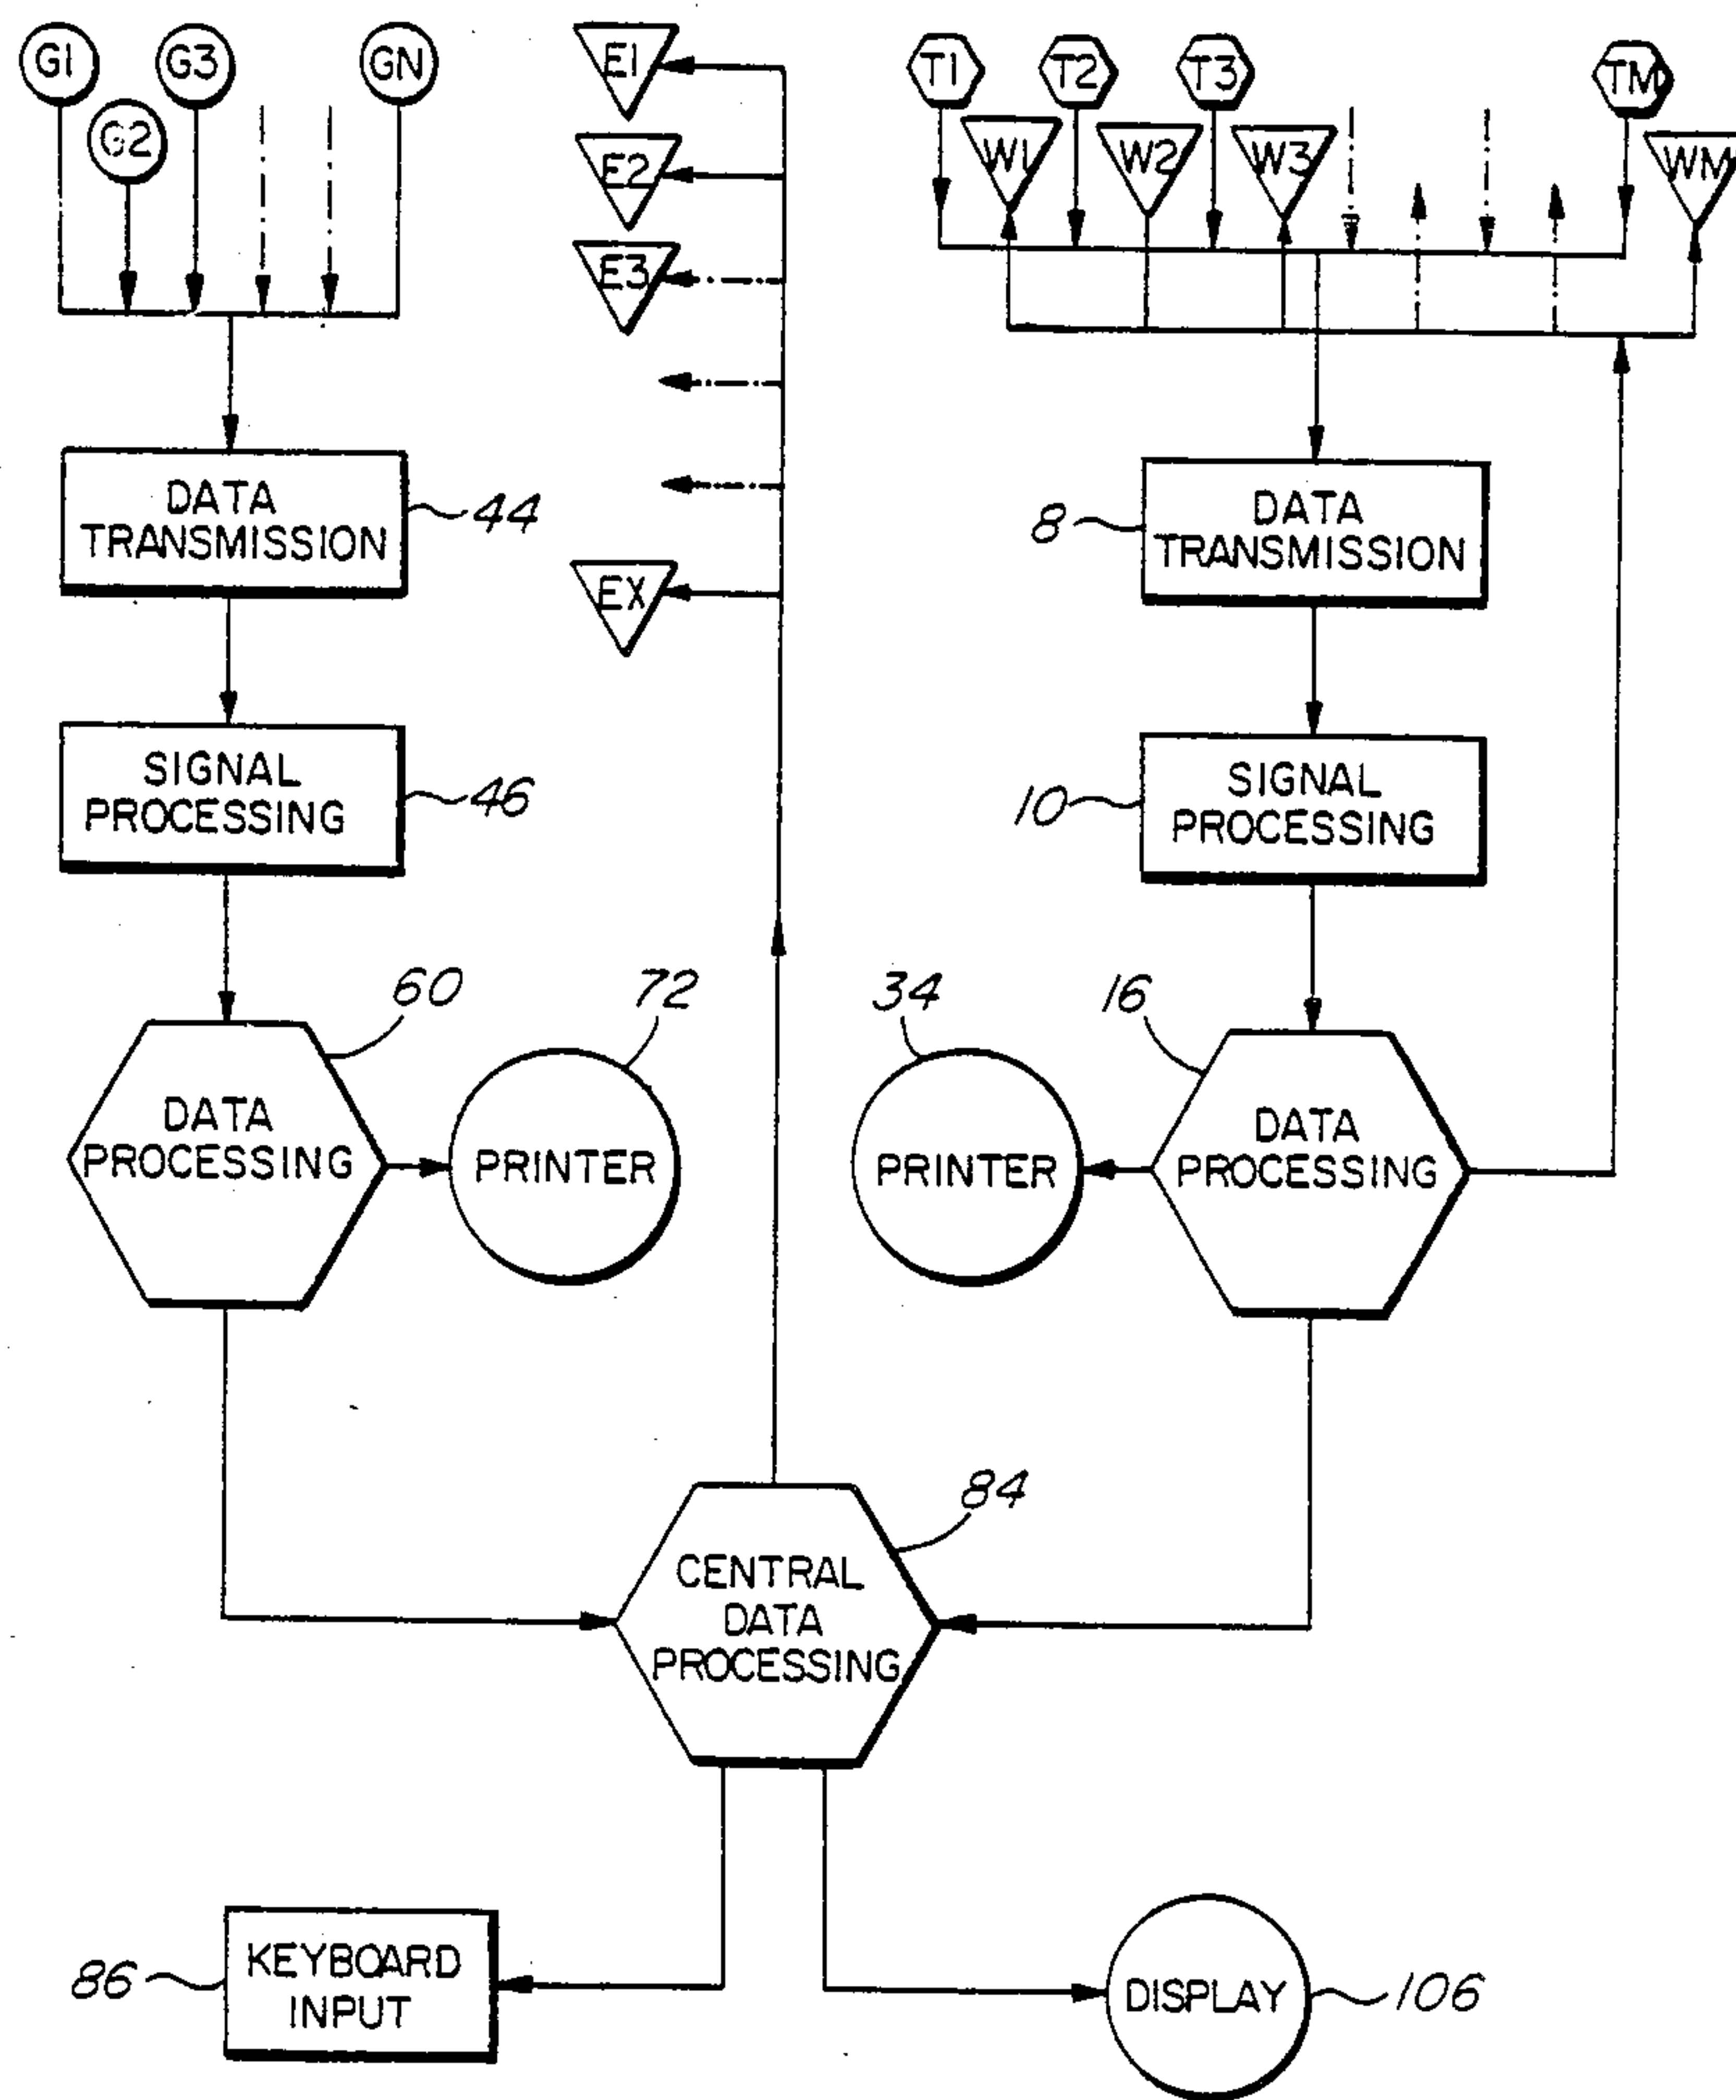 G1
G2
G3
GN
E1
E2
E3
EX
T1
T2
T3
TM
W1
W2
W3
WM
DATA
TRANSMISSION
44
8
DATA
TRANSMISSION
SIGNAL
PROCESSING
46
10
SIGNAL
PROCESSING
60
72
34
16
DATA
PROCESSING
PRINTER
PRINTER
DATA
PROCESSING
84
CENTRAL
DATA
PROCESSING
86
KEYBOARD
INPUT
DISPLAY
106